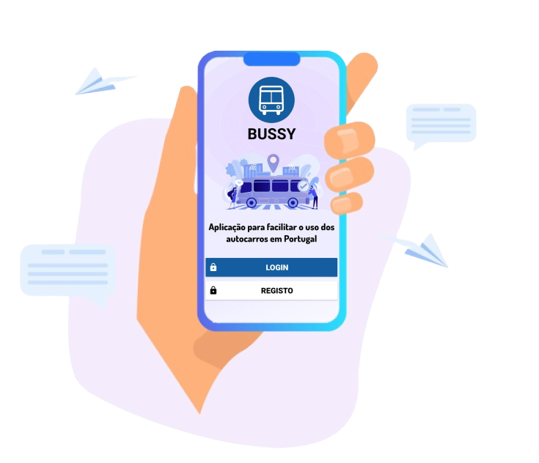 BUSSY
Aplicação para facilitar o uso dos
autocarros em Portugal
LOGIN
REGISTO